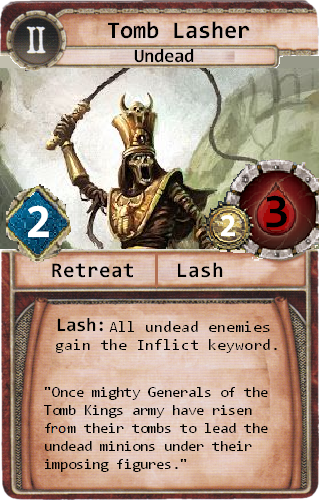 II
Tomb Lasher
Undead
2
2
3
Retreat | Lash
Lash: All undead enemies
gain the Inflict keyword.
"Once mighty Generals of the
Tomb Kings army have risen
from their tombs to lead the
undead minions under their
imposing figures."